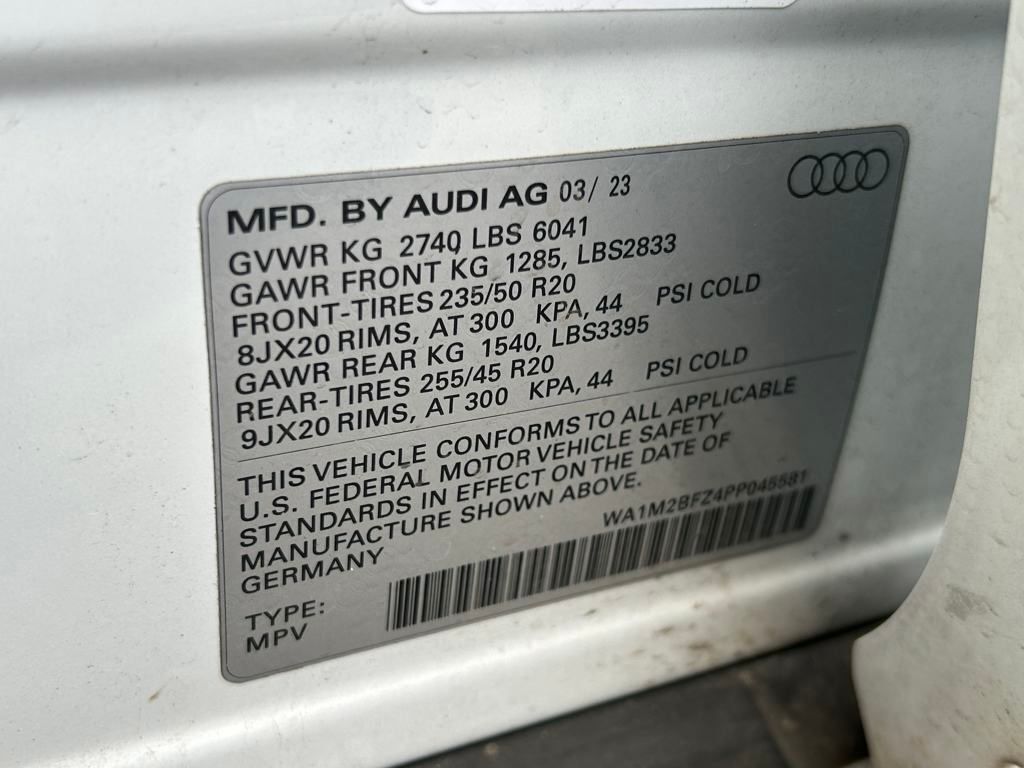 MFD. BY AUDI AG 03/ 23
GVWR KG 2740 LBS 6041
GAWR FRONT KG 1285, LBS2833
FRONT-TIRES 235/50 R20
8JX20 RIMS, AT 300 KPA, 44 PSI COLD
GAWR REAR KG 1540, LBS3395
REAR-TIRES 255/45 R20
9JX20 RIMS, AT 300 KPA, 44 PSI COLD
THIS VEHICLE CONFORMS TO ALL APPLICABLE
U.S. FEDERAL MOTOR VEHICLE SAFETY
STANDARDS IN EFFECT ON THE DATE OF
MANUFACTURE SHOWN ABOVE.
GERMANY
WA1M2BFZ4PP045581
TYPE:
MPV